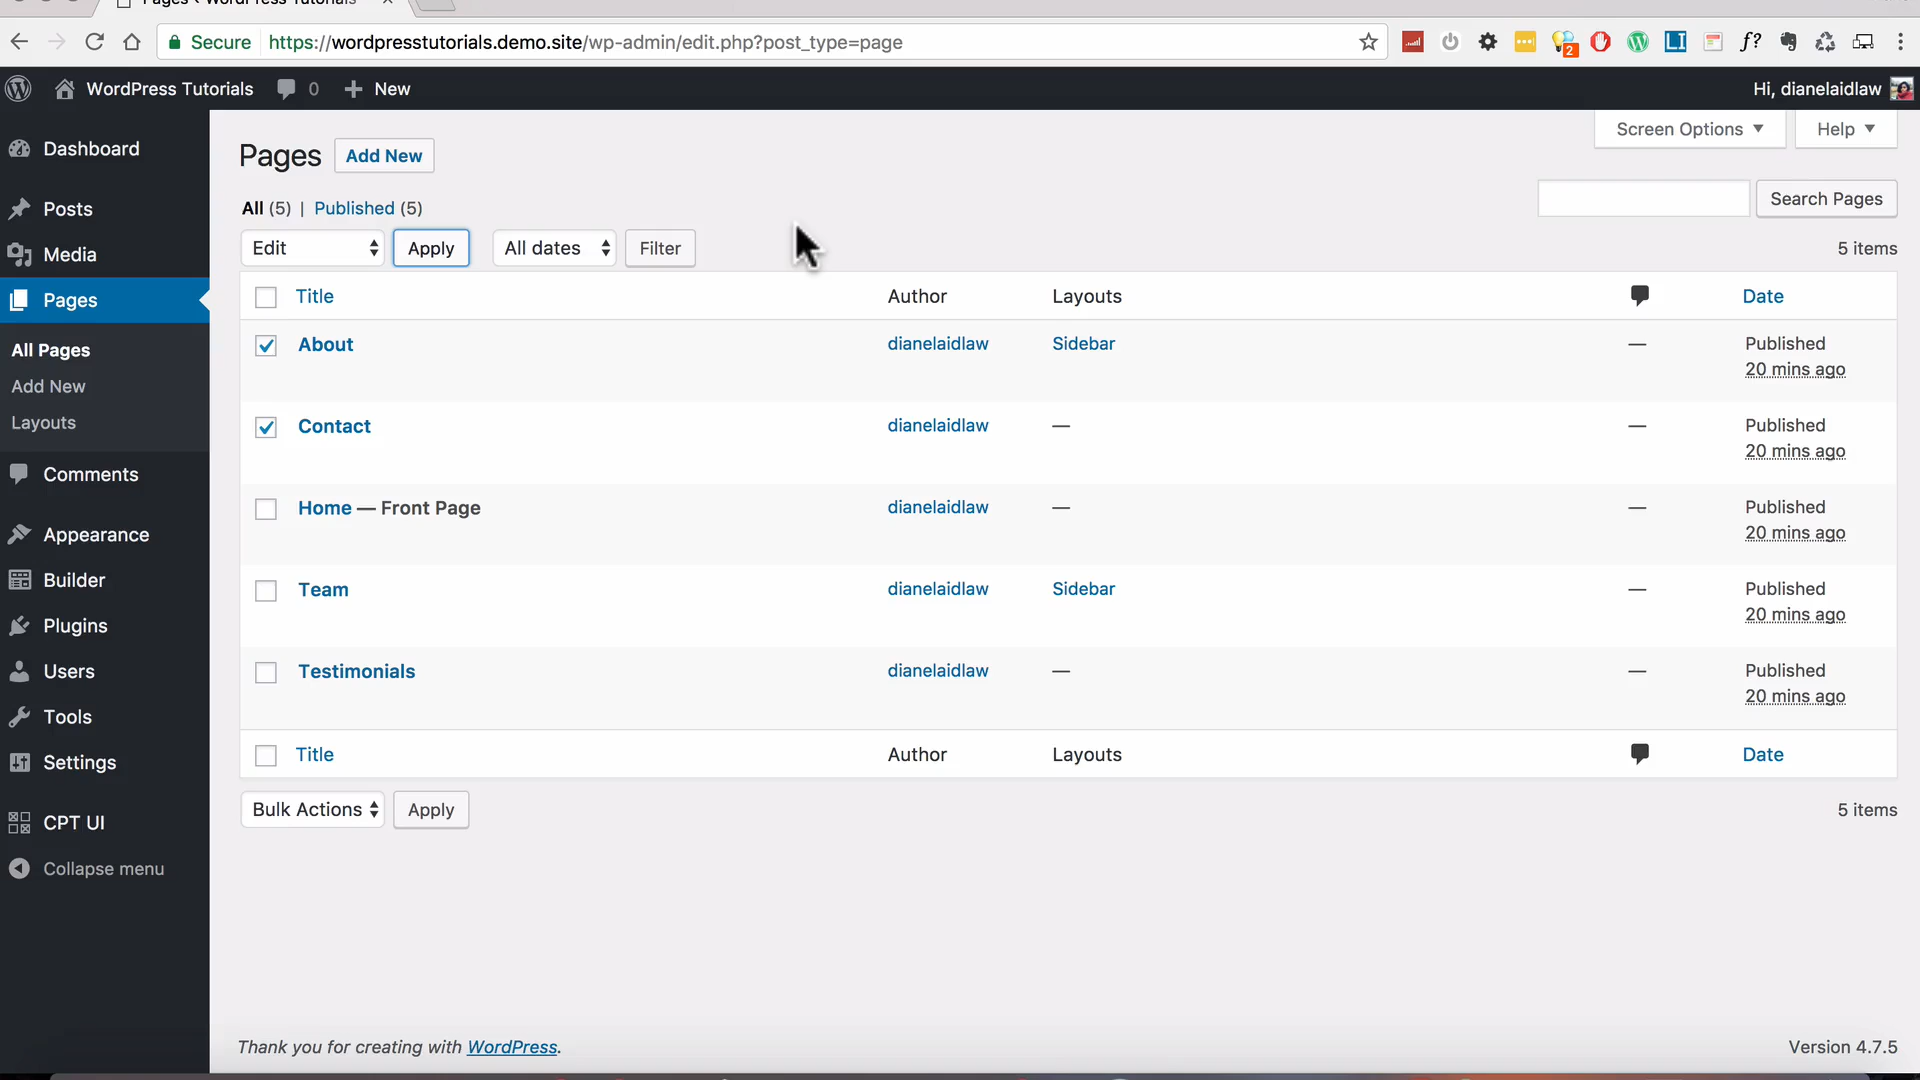 Pages ‹ WordPress Tutorials ×
Secure https://wordpresstutorials.demo.site/wp-admin/edit.php?post_type=page
2
f?
WordPress Tutorials 0 + New
Hi, dianelaidlaw
Dashboard
Posts
Media
Pages
All Pages
Add New
Layouts
Comments
Appearance
Builder
Plugins
Users
Tools
Settings
CPT UI
Collapse menu
Screen Options ▼ Help ▼
Pages Add New
All (5) | Published (5)
Search Pages
Edit Apply All dates Filter
5 items
Title Author Layouts Date
About dianelaidlaw Sidebar — Published
20 mins ago
Contact dianelaidlaw — — Published
20 mins ago
Home — Front Page dianelaidlaw — — Published
20 mins ago
Team dianelaidlaw Sidebar — Published
20 mins ago
Testimonials dianelaidlaw — — Published
20 mins ago
Title Author Layouts Date
Bulk Actions Apply
5 items
Thank you for creating with WordPress.
Version 4.7.5